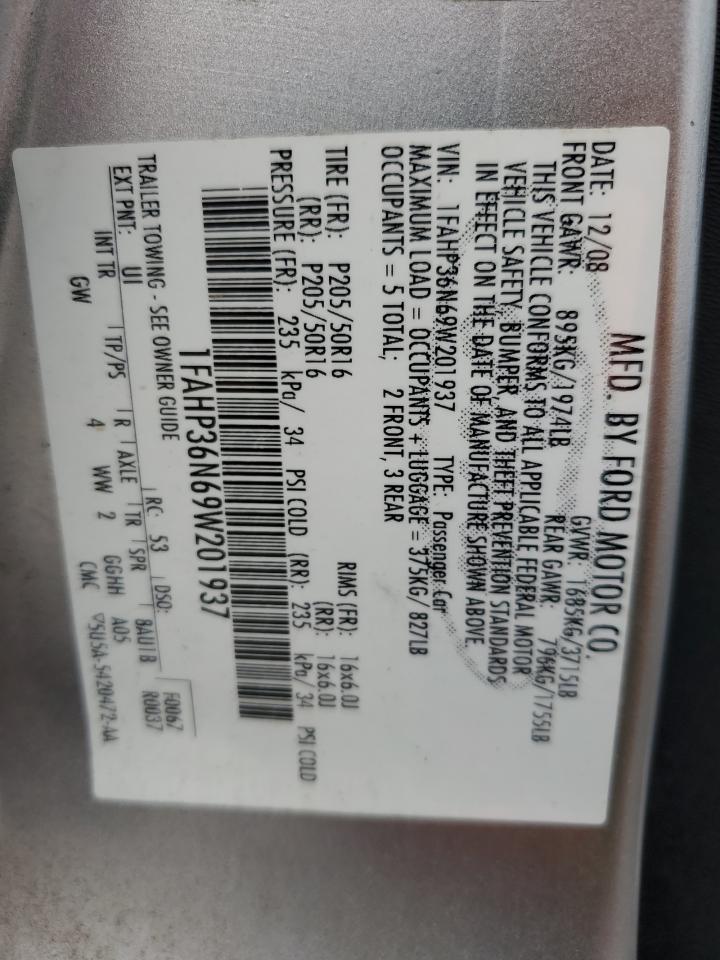 MFD. BY FORD MOTOR CO.
DATE: 12/08 GVWR: 1685KG/3715LB
FRONT GAWR: 895KG/1974LB REAR GAWR: 796KG/1755LB
THIS VEHICLE CONFORMS TO ALL APPLICABLE FEDERAL MOTOR
VEHICLE SAFETY, BUMPER, AND THEFT PREVENTION STANDARDS
IN EFFECT ON THE DATE OF MANUFACTURE SHOWN ABOVE.
VIN: 1FAHP36N69W201937 TYPE: Passenger Car
MAXIMUM LOAD = OCCUPANTS + LUGGAGE = 375KG/827LB
OCCUPANTS = 5 TOTAL; 2 FRONT, 3 REAR
TIRE (FR): P205/50R16 RIMS (FR): 16x6.0J
(RR): P205/50R16 (RR): 16x6.0J
PRESSURE (FR): 235 kPa/ 34 PSI COLD (RR): 235 kPa/ 34 PSI COLD
1FAHP36N69W201937
TRAILER TOWING - SEE OWNER GUIDE RC: 53 DSO: F0067
EXT PNT: UI BAU1B R0037
INT TR TP/PS R AXLE TR SPR
GW 4 WW 2 GGHH A05
CMC 5U5A-5420472-AA